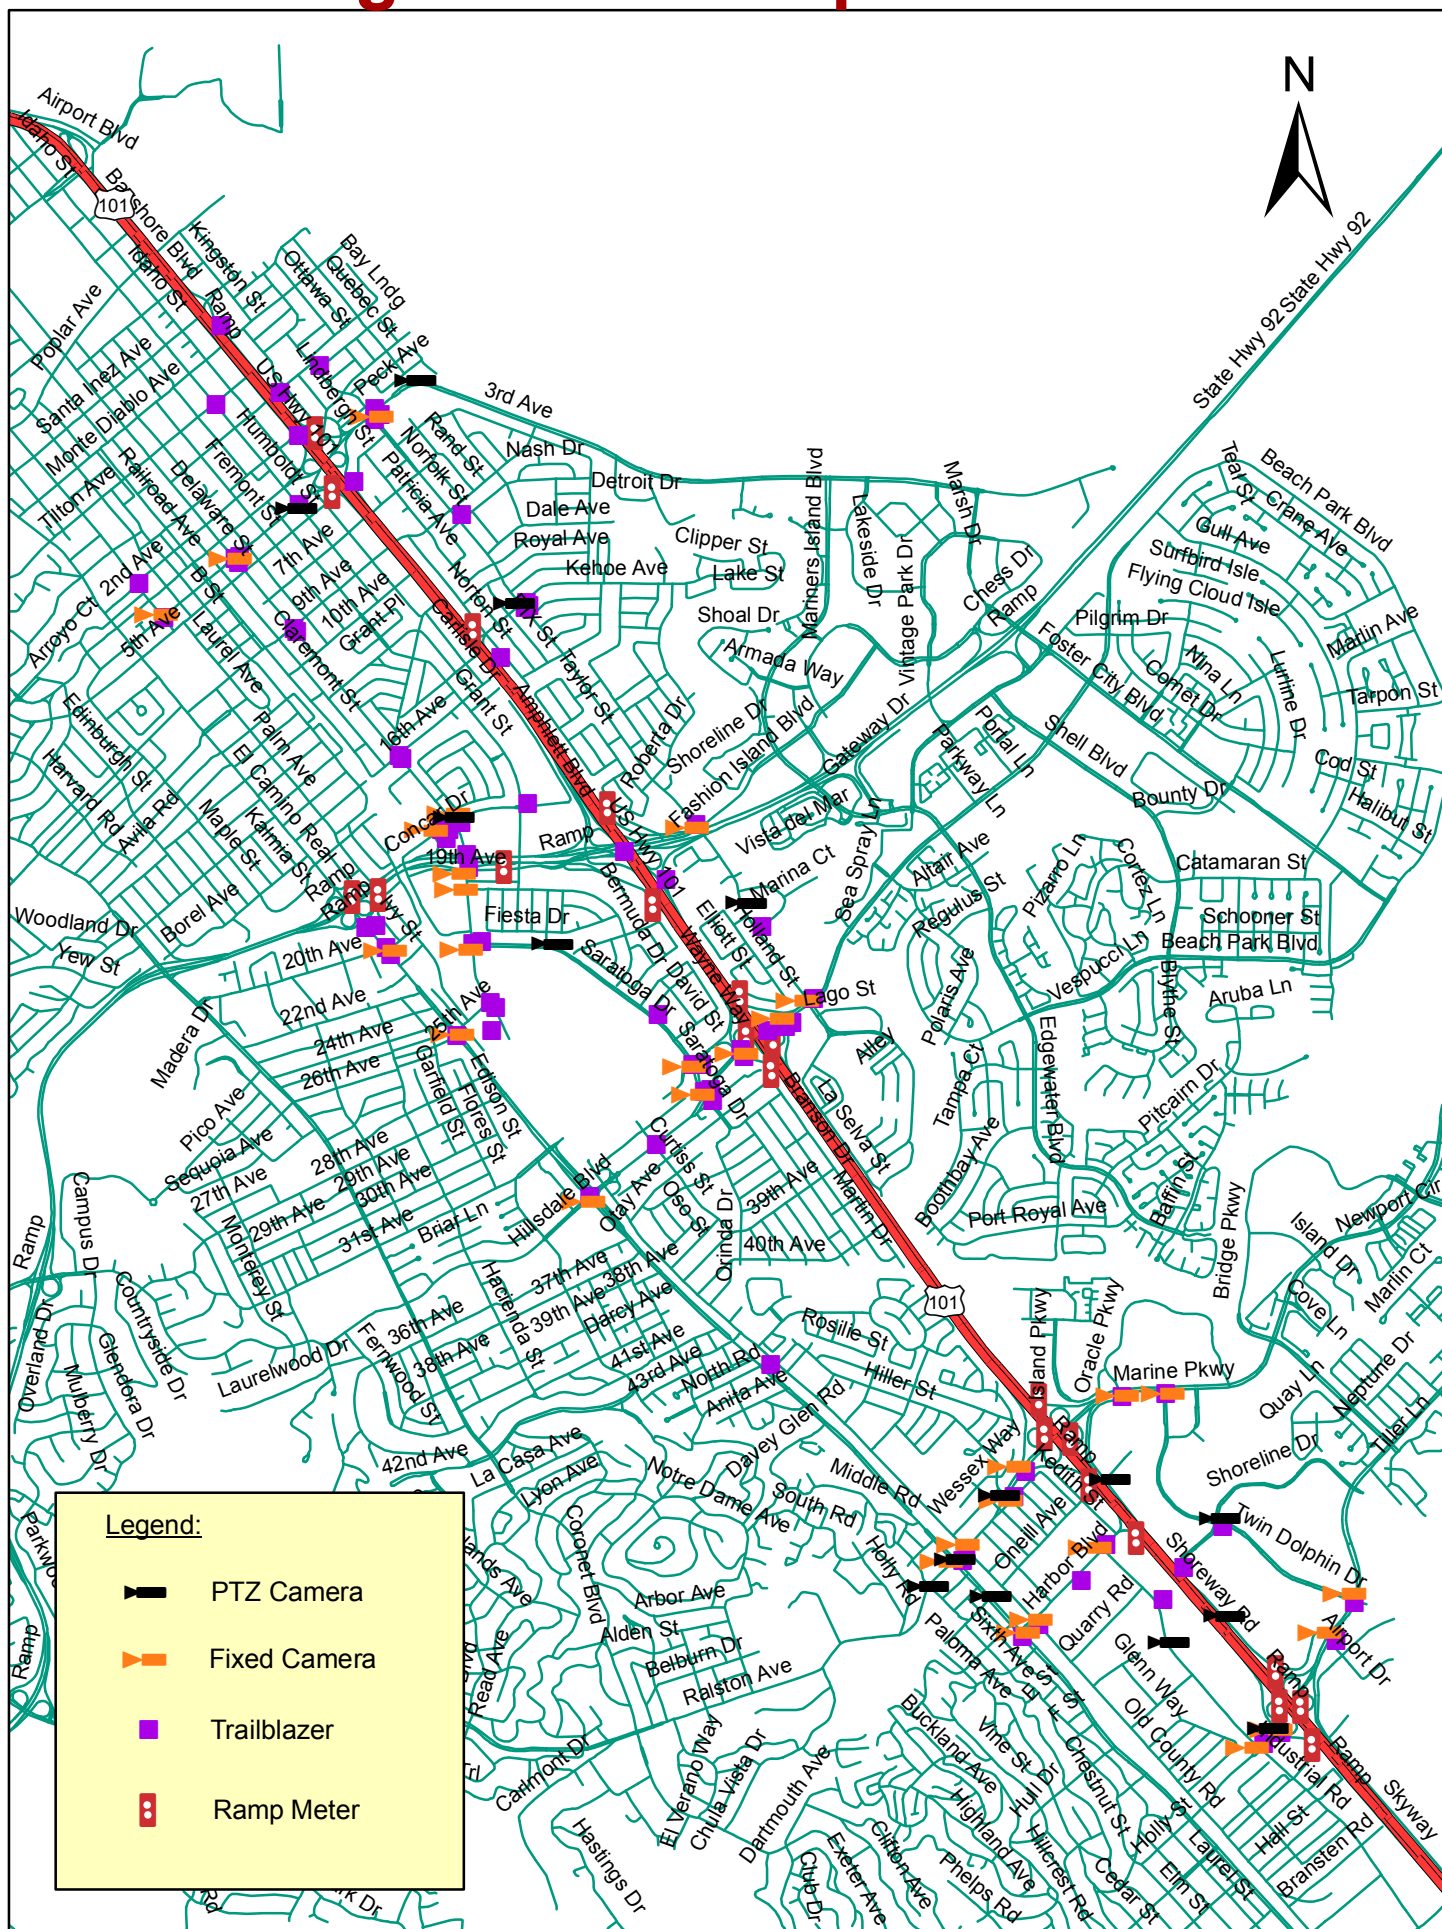 N
Airport Blvd
Idaho St
Bayshore Blvd
101
Idaho St
Kingston St
Ramp
Ottawa St
Bay Lndg
Quebec St
State Hwy 92
State Hwy 92
Poplar Ave
Santa Inez Ave
Monte Diablo Ave
US Hwy 101
Lindbergh St
Peck Ave
3rd Ave
Humboldt St
Fremont St
Delaware St
Railroad Ave
Tilton Ave
Rand St
Norfolk St
Patricia Ave
Nash Dr
Detroit Dr
Dale Ave
Royal Ave
Kehoe Ave
Clipper St
Lake St
Shoal Dr
Mariners Island Blvd
Lakeside Dr
Vintage Park Dr
Marsh Dr
Chess Dr
Ramp
Teal St
Beach Park Blvd
Crane Ave
Gull Ave
Surfbird Isle
Flying Cloud Isle
Pilgrim Dr
Marlin Ave
Tarpon St
Nina Ln
Comet Dr
Lurline Dr
Foster City Blvd
2nd Ave
B St
7th Ave
9th Ave
10th Ave
Grant Pl
Arroyo Ct
5th Ave
Laurel Ave
Claremont St
Norton St
Carlisle Dr
Grant St
Taylor St
Amphlett Blvd
Roberta Dr
Armada Way
Shoreline Dr
Fashion Island Blvd
Gateway Dr
Parkway Ln
Portal Ln
Shell Blvd
Cod St
Bounty Dr
Halibut St
Edinburgh St
Harvard Rd
Avila Rd
Palm Ave
El Camino Real
Maple St
Kalmia St
16th Ave
Concar Dr
19th Ave
Ramp
Ramp
Ramp
US Hwy 101
Vista del Mar
Sea Spray Ln
Altair Ave
Regulus St
Pizarro Ln
Cortez Ln
Catamaran St
Schooner St
Beach Park Blvd
Marina Ct
Woodland Dr
Yew St
Borel Ave
20th Ave
Fiesta Dr
Saratoga Dr
Bermuda Dr
David St
Elliott St
Wayne Way
Holland St
Lago St
Polaris Ave
Vespucci Ln
Blythe St
Aruba Ln
22nd Ave
24th Ave
26th Ave
25th Ave
Madera Dr
Garfield St
Flores St
Edison St
Saratoga Dr
Alley
Tampa Ct
Edgewater Blvd
Pitcairn Dr
Branson Dr
La Selva St
Martin Dr
Boothbay Ave
Baffin St
Port Royal Ave
Pico Ave
Sequoia Ave
27th Ave
28th Ave
29th Ave
30th Ave
29th Ave
31st Ave
Briar Ln
Hillsdale Blvd
Otay Ave
Curtiss St
Oso St
Orinda Dr
39th Ave
40th Ave
Ramp
Campus Dr
Countryside Dr
Monterey St
Bridge Pkwy
Island Dr
Newport Cir
Marlin Ct
Cove Ln
101
37th Ave
38th Ave
39th Ave
Darcy Ave
36th Ave
38th Ave
Hacienda St
41st Ave
43rd Ave
North Rd
Anita Ave
Rosilie St
Hiller St
Island Pkwy
Oracle Pkwy
Marine Pkwy
Quay Ln
Neptune Dr
Tiller Ln
Overland Dr
Glendora Dr
Mulberry Dr
Laurelwood Dr
Fernwood St
42nd Ave
La Casa Ave
Lyon Ave
Davey Glen Rd
Notre Dame Ave
South Rd
Middle Rd
Wessex Way
Ramp
Kedith St
Oneill Ave
Shoreline Dr
Twin Dolphin Dr
Harbor Blvd
Shoreway Rd
Quarry Rd
Airport Dr
Coronet Blvd
Arbor Ave
Alden St
Belburn Dr
Ralston Ave
Holly Rd
Paloma Ave
Sixth Ave
Glenn Way
Old County Rd
Ramp
Read Ave
Carlmont Dr
El Verano Way
Chula Vista Dr
Dartmouth Ave
Buckland Ave
Vine St
Hull Dr
Highland Ave
Chestnut St
Hillcrest Rd
Holly St
Laurel St
Elm St
Cedar St
Industrial Rd
Hall St
Bransten Rd
Ramp
Skyway
Hastings Dr
Club Dr
Exeter Ave
Clifton Ave
Phelps Rd
Ramp
Legend:
PTZ Camera
Fixed Camera
Trailblazer
Ramp Meter